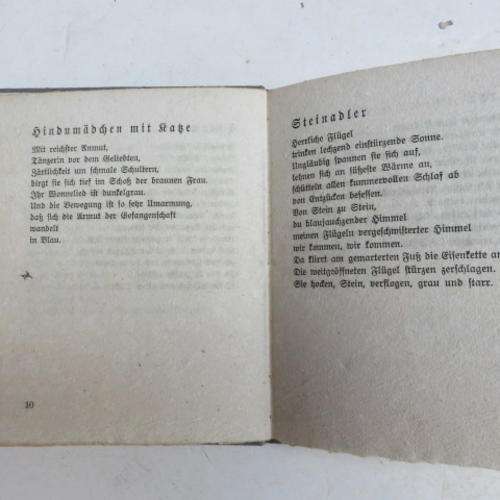 Hindumädchen mit Katze
Mit reichster Anmut,
Tänzerin vor dem Geliebten,
Zärtlichkeit um schmale Schultern,
birgt sie sich tief im Schoß der braunen Frau.
Ihr Wonnelied ist dunkelgrau.
Und die Bewegung ist so sehr Umarmung,
daß sich die Armut der Gefangenschaft
wandelt
in Blau.
10
Steinadler
Herrliche Flügel
trinken lechzend einstürzende Sonne.
Ungläubig spannen sie sich auf,
lehnen sich an süßeste Wärme an,
schütteln allen kummervollen Schlaf ab
von Entzücken besessen.
Von Stein zu Stein,
du blaujauchzender Himmel
meinen Flügeln vergeschwisterter Himmel
wir kommen, wir kommen.
Da klirrt am gemarterten Fuß die Eisenkette an
Die weitgeöffneten Flügel stürzen zerschlagen.
Sie hocken, Stein, verflogen, grau und starr.